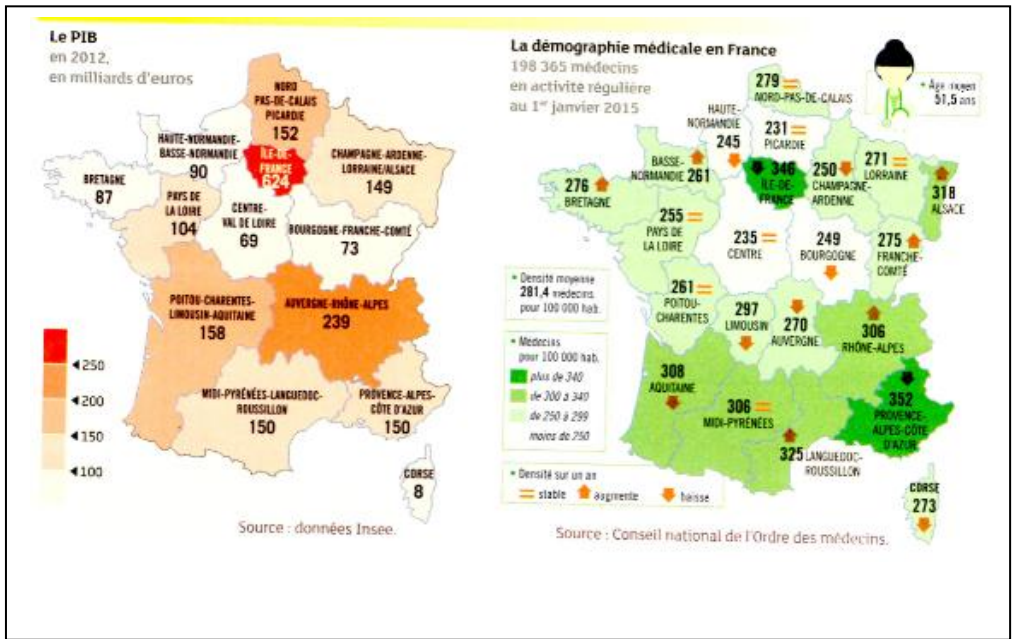 Le PIB
en 2012,
en milliards d'euros
NORD
PAS-DE-CALAIS
PICARDIE
152
HAUTE-NORMANDIE-
BASSE-NORMANDIE
90
ÎLE-DE-
FRANCE
624
CHAMPAGNE-ARDENNE-
LORRAINE/ALSACE
149
BRETAGNE
87
PAYS DE
LA LOIRE
104
CENTRE-
VAL DE LOIRE
69
BOURGOGNE-FRANCHE-COMTÉ
73
POITOU-CHARENTES-
LIMOUSIN-AQUITAINE
158
AUVERGNE-RHÔNE-ALPES
239
MIDI-PYRÉNÉES-LANGUEDOC-
ROUSSILLON
150
PROVENCE-ALPES-
CÔTE D'AZUR
150
CORSE
8
250
200
150
100
Source : données Insee.
La démographie médicale en France
198 365 médecins
en activité régulière
au 1er janvier 2015
Age moyen
51,5 ans
279
NORD-PAS-DE-CALAIS
HAUTE-
NORMANDIE
245
231
PICARDIE
BASSE-
NORMANDIE 261
346
ÎLE-DE-
FRANCE
250
CHAMPAGNE-
ARDENNE
271
LORRAINE
318
ALSACE
276
BRETAGNE
255
PAYS DE
LA LOIRE
235
CENTRE
249
BOURGOGNE
275
FRANCHE-
COMTÉ
261
POITOU-
CHARENTES
297
LIMOUSIN
270
AUVERGNE
306
RHÔNE-ALPES
308
AQUITAINE
306
MIDI-PYRÉNÉES
325 LANGUEDOC-
ROUSSILLON
352
PROVENCE-
ALPES-CÔTE
D'AZUR
CORSE
273
Densité moyenne
281,4 médecins
pour 100 000 hab.
Médecins
pour 100 000 hab.
plus de 340
de 300 à 340
de 250 à 299
moins de 250
Densité sur un an
stable augmente baisse
Source : Conseil national de l'Ordre des médecins.